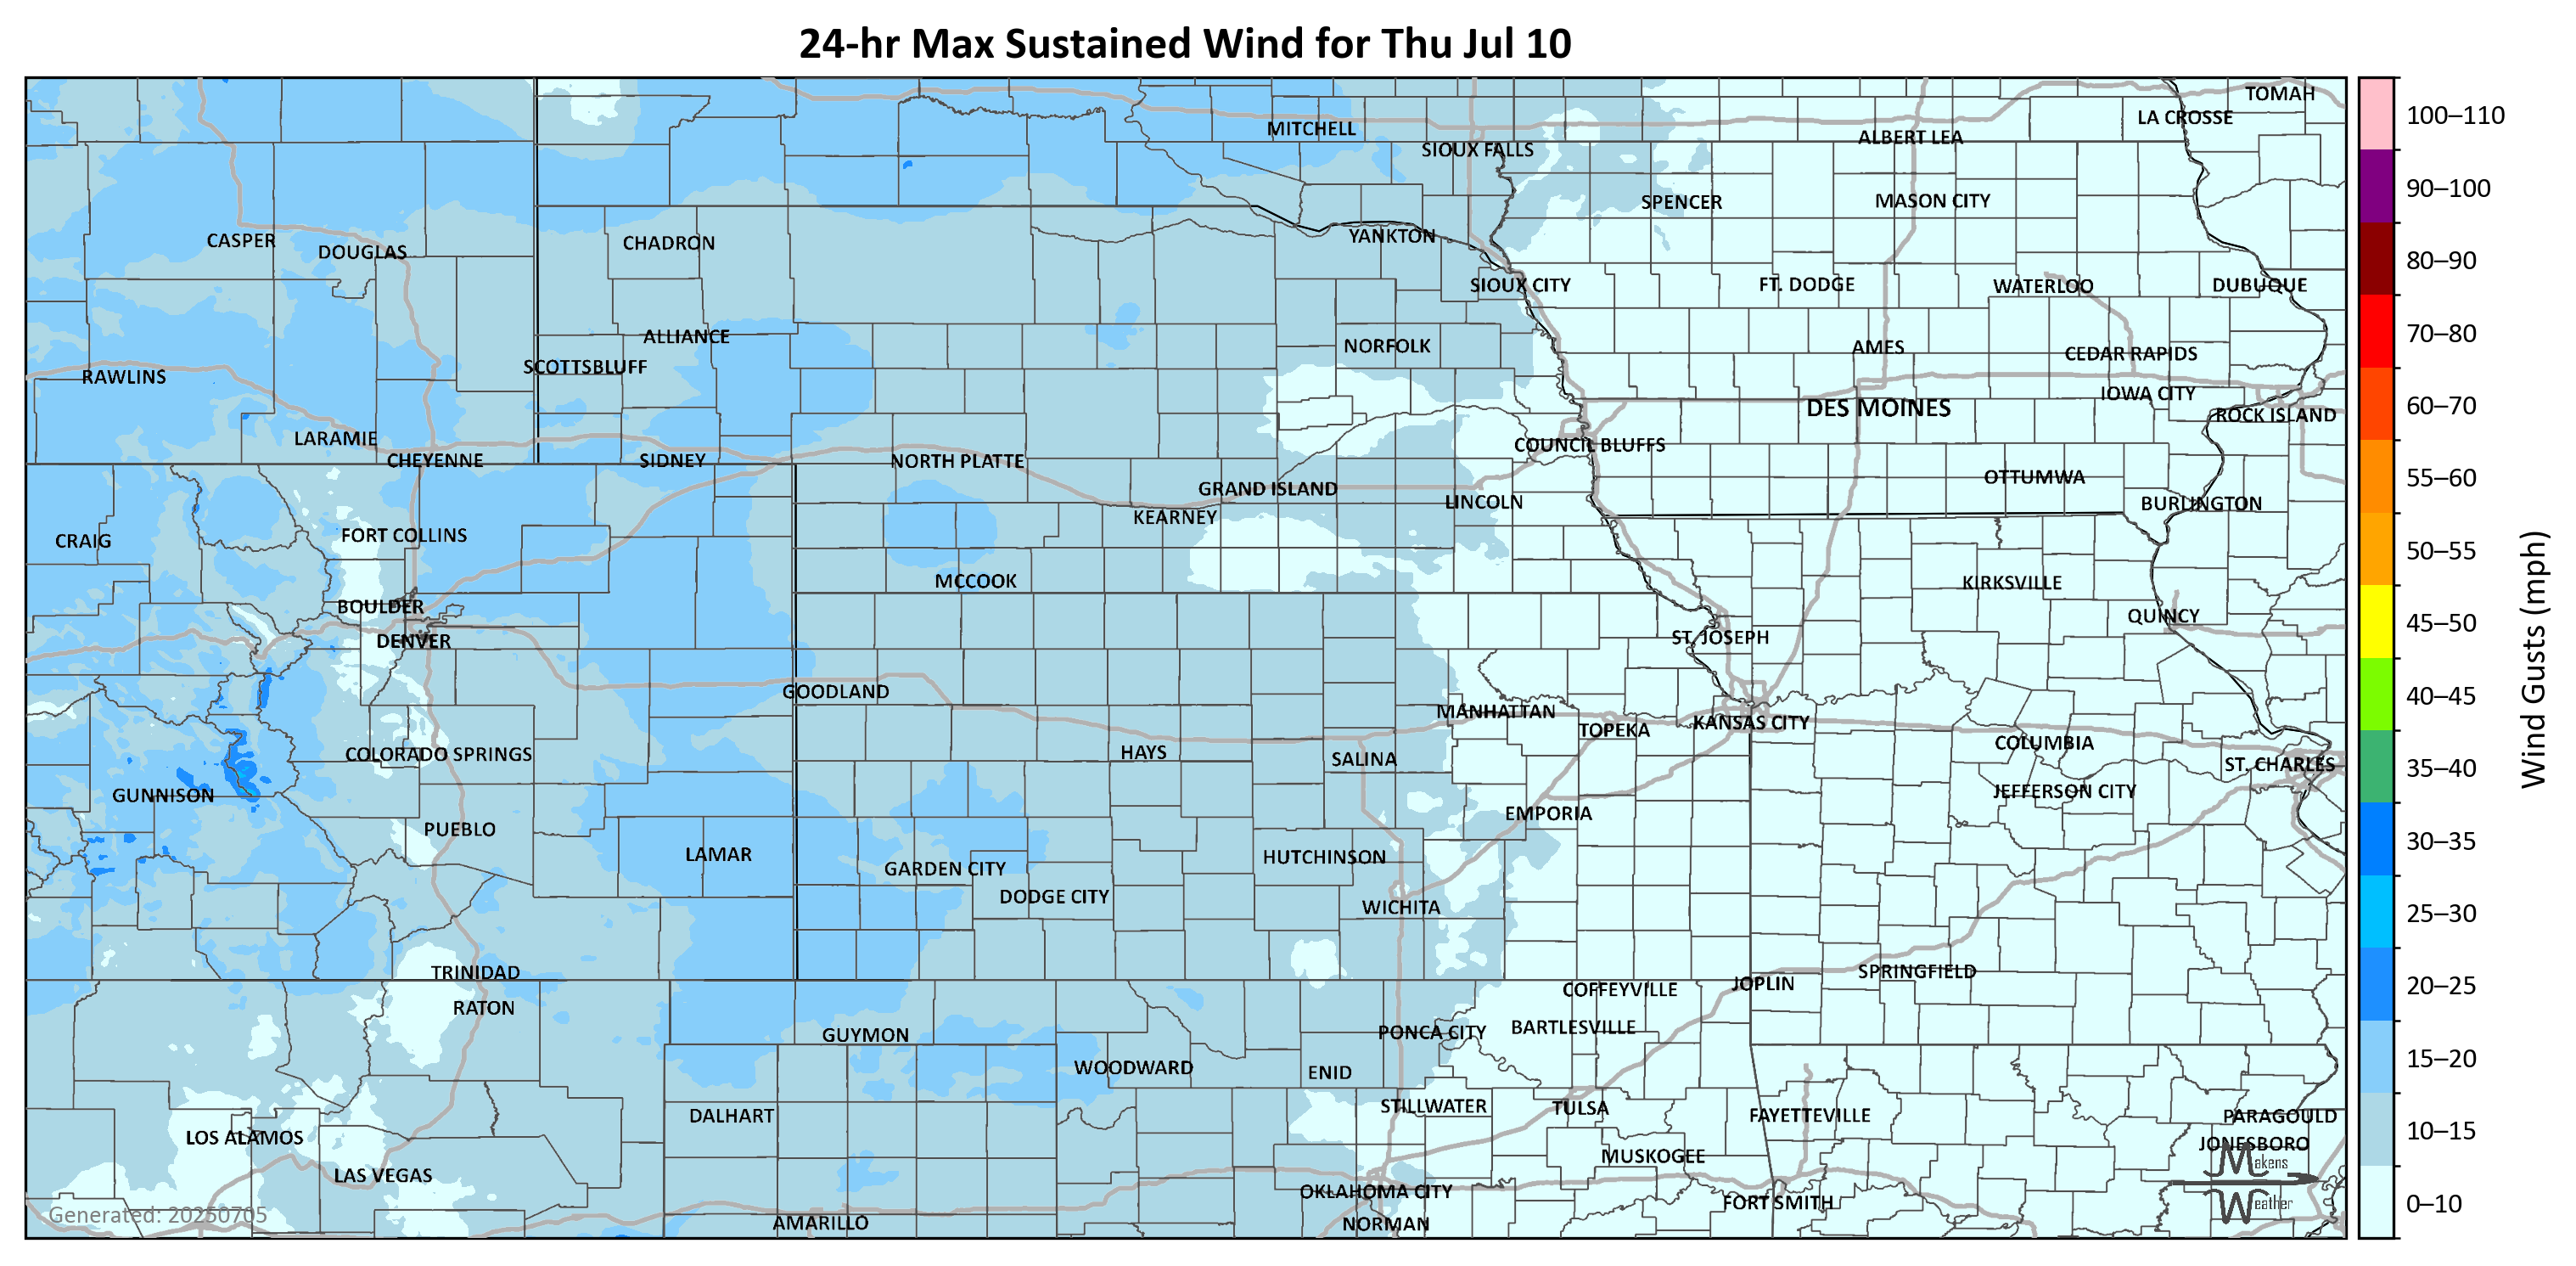 24-hr Max Sustained Wind for Thu Jul 10
TOMAH
LA CROSSE
MITCHELL
ALBERT LEA
SIOUX FALLS
SPENCER
MASON CITY
CASPER
DOUGLAS
CHADRON
YANKTON
SIOUX CITY
FT. DODGE
WATERLOO
DUBUQUE
ALLIANCE
NORFOLK
AMES
CEDAR RAPIDS
SCOTTSBLUFF
RAWLINS
IOWA CITY
DES MOINES
ROCK ISLAND
LARAMIE
COUNCIL BLUFFS
CHEYENNE
SIDNEY
NORTH PLATTE
OTTUMWA
GRAND ISLAND
LINCOLN
BURLINGTON
KEARNEY
CRAIG
FORT COLLINS
MCCOOK
KIRKSVILLE
BOULDER
QUINCY
DENVER
ST. JOSEPH
GOODLAND
MANHATTAN
TOPEKA
KANSAS CITY
COLORADO SPRINGS
HAYS
SALINA
COLUMBIA
ST. CHARLES
GUNNISON
JEFFERSON CITY
EMPORIA
PUEBLO
LAMAR
HUTCHINSON
GARDEN CITY
DODGE CITY
WICHITA
TRINIDAD
SPRINGFIELD
JOPLIN
COFFEYVILLE
RATON
GUYMON
PONCA CITY
BARTLESVILLE
WOODWARD
ENID
DALHART
STILLWATER
TULSA
FAYETTEVILLE
PARAGOULD
LOS ALAMOS
JONESBORO
MUSKOGEE
LAS VEGAS
OKLAHOMA CITY
FORT SMITH
AMARILLO
NORMAN
Generated: 20250705
Makens
Weather
100–110
90–100
80–90
70–80
60–70
55–60
50–55
45–50
40–45
35–40
30–35
25–30
20–25
15–20
10–15
0–10
Wind Gusts (mph)